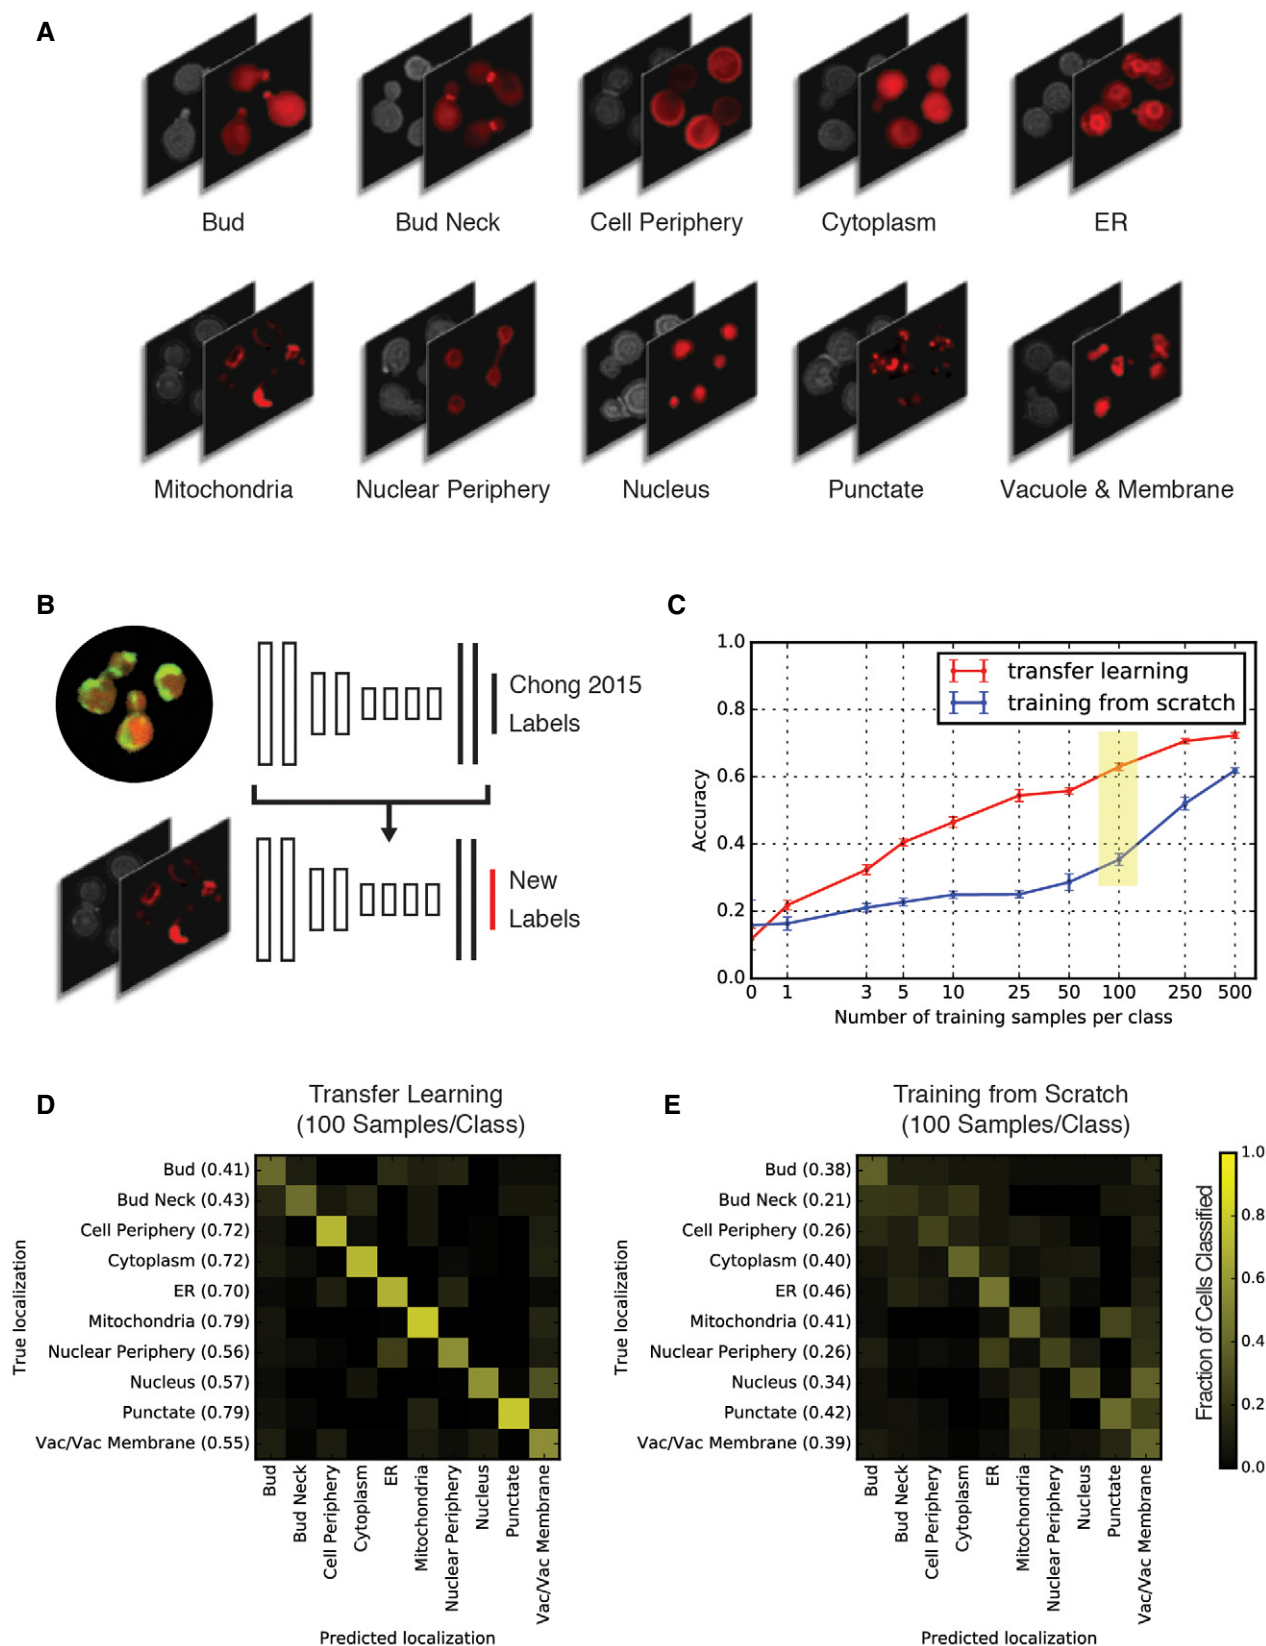 A
Bud
Bud Neck
Cell Periphery
Cytoplasm
ER
Mitochondria
Nuclear Periphery
Nucleus
Punctate
Vacuole & Membrane
B
Chong 2015
Labels
New
Labels
C
1.0
0.8
0.6
0.4
0.2
0.0
Accuracy
transfer learning
training from scratch
0 1 3 5 10 25 50 100 250 500
Number of training samples per class
D
Transfer Learning
(100 Samples/Class)
True localization
Bud (0.41)
Bud Neck (0.43)
Cell Periphery (0.72)
Cytoplasm (0.72)
ER (0.70)
Mitochondria (0.79)
Nuclear Periphery (0.56)
Nucleus (0.57)
Punctate (0.79)
Vac/Vac Membrane (0.55)
Bud
Bud Neck
Cell Periphery
Cytoplasm
ER
Mitochondria
Nuclear Periphery
Nucleus
Punctate
Vac/Vac Membrane
Predicted localization
E
Training from Scratch
(100 Samples/Class)
True localization
Bud (0.38)
Bud Neck (0.21)
Cell Periphery (0.26)
Cytoplasm (0.40)
ER (0.46)
Mitochondria (0.41)
Nuclear Periphery (0.26)
Nucleus (0.34)
Punctate (0.42)
Vac/Vac Membrane (0.39)
Bud
Bud Neck
Cell Periphery
Cytoplasm
ER
Mitochondria
Nuclear Periphery
Nucleus
Punctate
Vac/Vac Membrane
Predicted localization
Fraction of Cells Classified
1.0
0.8
0.6
0.4
0.2
0.0